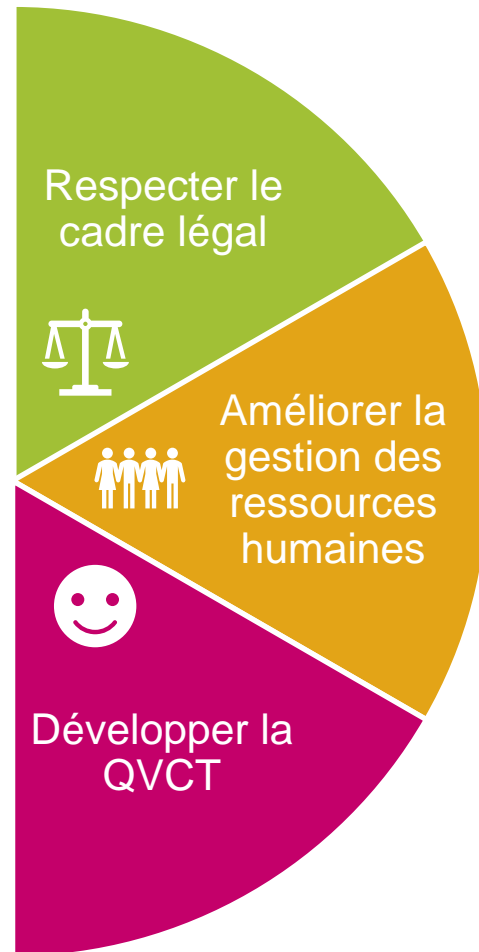 Respecter le
cadre légal
Améliorer la
gestion des
ressources
humaines
Développer la
QVCT